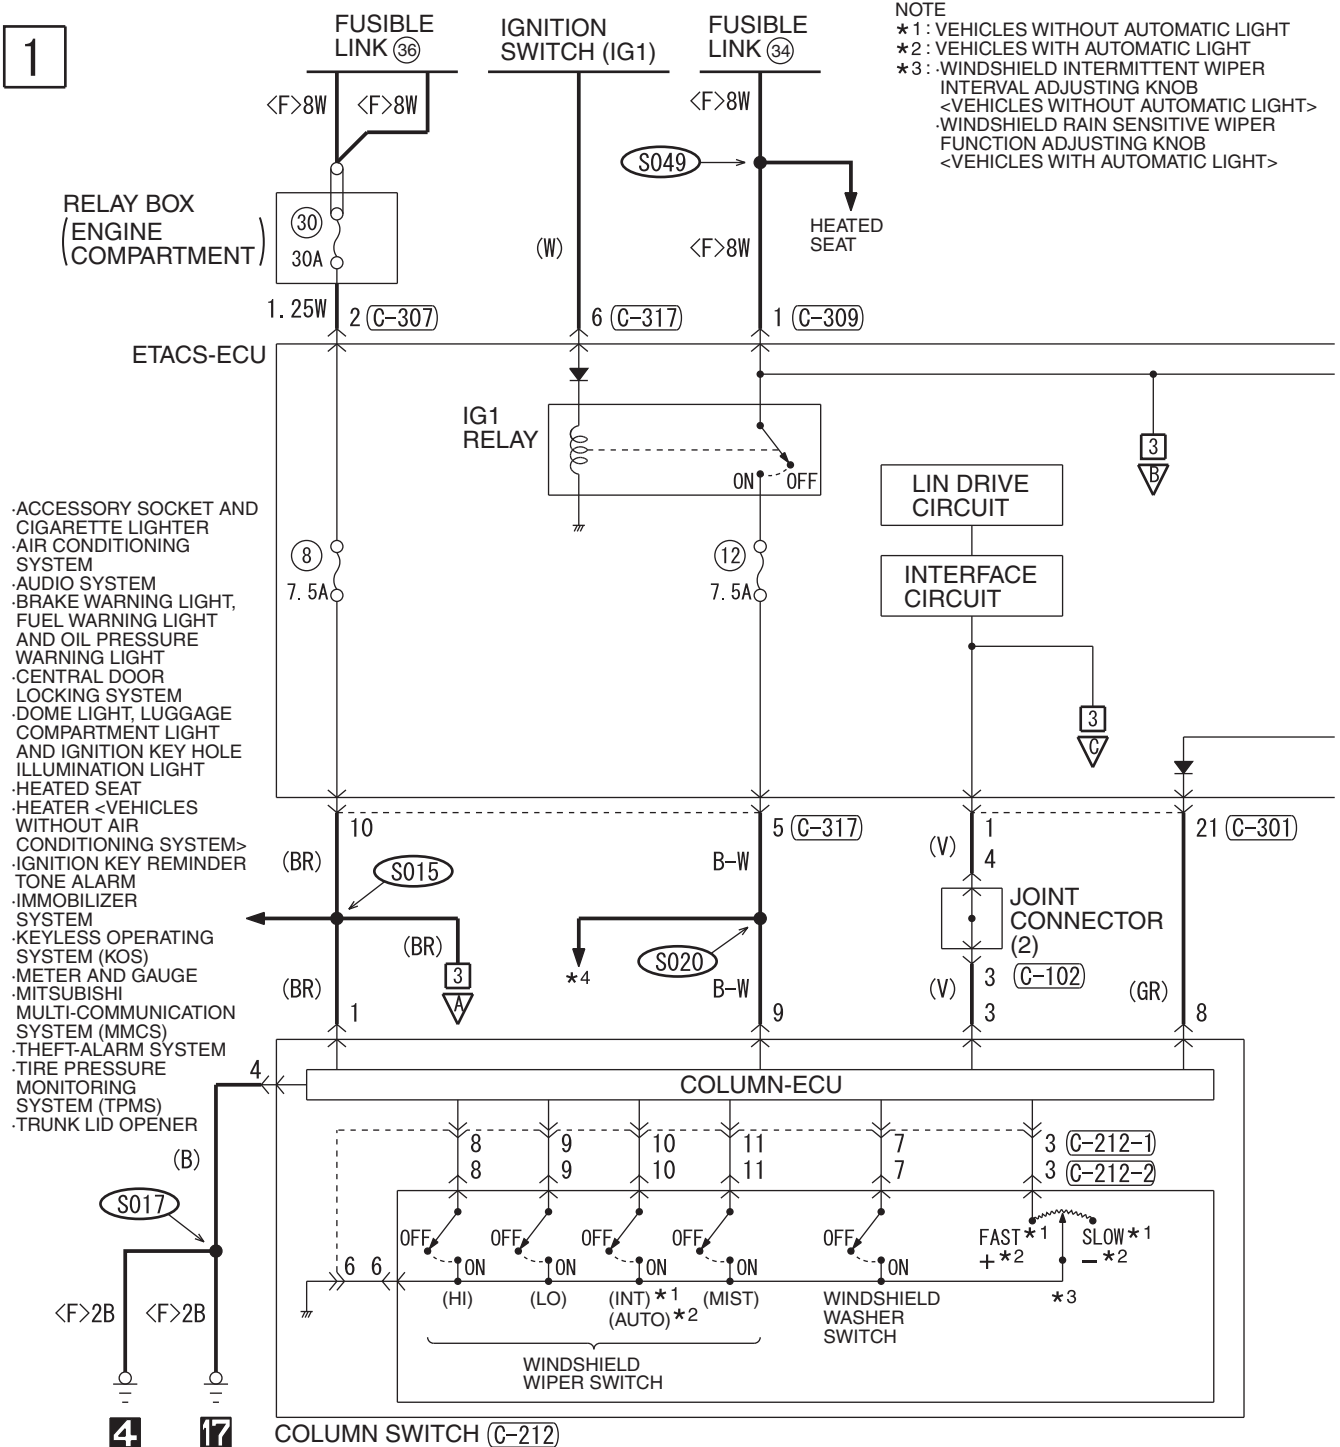 1
FUSIBLE
LINK 36
IGNITION
SWITCH (IG1)
FUSIBLE
LINK 34
NOTE
*1: VEHICLES WITHOUT AUTOMATIC LIGHT
*2: VEHICLES WITH AUTOMATIC LIGHT
*3: ·WINDSHIELD INTERMITTENT WIPER
INTERVAL ADJUSTING KNOB
<VEHICLES WITHOUT AUTOMATIC LIGHT>
·WINDSHIELD RAIN SENSITIVE WIPER
FUNCTION ADJUSTING KNOB
<VEHICLES WITH AUTOMATIC LIGHT>
<F>8W <F>8W
<F>8W
S049
HEATED
SEAT
RELAY BOX
(ENGINE
COMPARTMENT)
30
30A
(W)
<F>8W
1.25W
2 (C-307)
6 (C-317)
1 (C-309)
ETACS-ECU
IG1
RELAY
ON OFF
3
B
LIN DRIVE
CIRCUIT
INTERFACE
CIRCUIT
8
7.5A
12
7.5A
3
C
·ACCESSORY SOCKET AND
CIGARETTE LIGHTER
·AIR CONDITIONING
SYSTEM
·AUDIO SYSTEM
·BRAKE WARNING LIGHT,
FUEL WARNING LIGHT
AND OIL PRESSURE
WARNING LIGHT
·CENTRAL DOOR
LOCKING SYSTEM
·DOME LIGHT, LUGGAGE
COMPARTMENT LIGHT
AND IGNITION KEY HOLE
ILLUMINATION LIGHT
·HEATED SEAT
·HEATER <VEHICLES
WITHOUT AIR
CONDITIONING SYSTEM>
·IGNITION KEY REMINDER
TONE ALARM
·IMMOBILIZER
SYSTEM
·KEYLESS OPERATING
SYSTEM (KOS)
·METER AND GAUGE
·MITSUBISHI
MULTI-COMMUNICATION
SYSTEM (MMCS)
·THEFT-ALARM SYSTEM
·TIRE PRESSURE
MONITORING
SYSTEM (TPMS)
·TRUNK LID OPENER
10
5 (C-317)
1
21 (C-301)
(BR)
S015
B-W
(V)
4
JOINT
CONNECTOR
(2)
(BR)
3
A
*4
S020
3 (C-102)
(BR)
1
B-W
9
(V)
3
(GR)
8
4
COLUMN-ECU
8 9 10 11 7 3 (C-212-1)
8 9 10 11 7 3 (C-212-2)
(B)
S017
OFF OFF OFF OFF OFF
FAST*1 SLOW*1
+*2 -*2
6 6
ON ON ON ON ON
(HI) (LO) (INT)*1 (MIST)
(AUTO)*2
WINDSHIELD
WASHER
SWITCH
*3
<F>2B <F>2B
WINDSHIELD
WIPER SWITCH
4 17
COLUMN SWITCH (C-212)